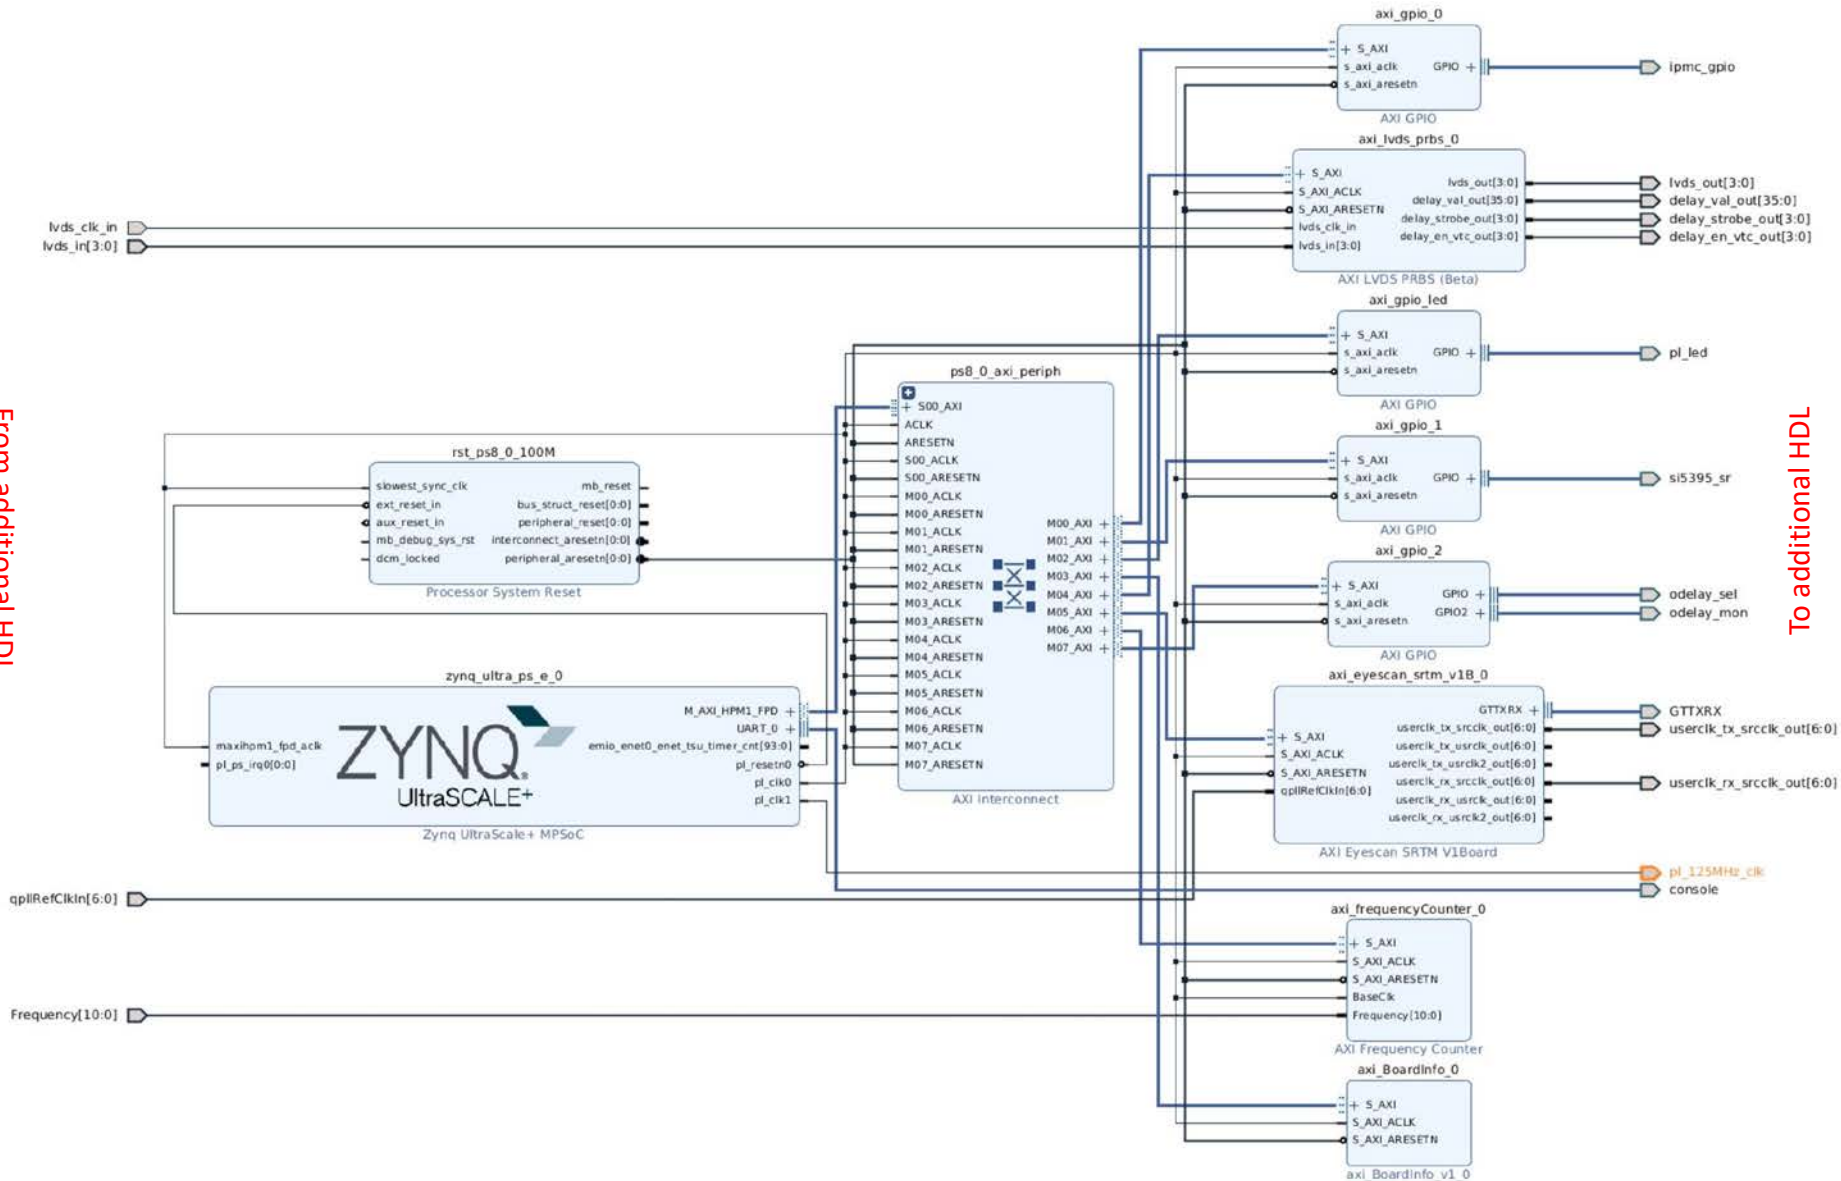 From additional HDL
To additional HDL
lvds_clk_in
lvds_in[3:0]
qpllRefClkIn[6:0]
Frequency[10:0]
rst_ps8_0_100M
slowest_sync_clk
ext_reset_in
aux_reset_in
mb_debug_sys_rst
dcm_locked
mb_reset
bus_struct_reset[0:0]
peripheral_reset[0:0]
interconnect_aresetn[0:0]
peripheral_aresetn[0:0]
Processor System Reset
zynq_ultra_ps_e_0
maxihpm1_fpd_aclk
pl_ps_irq0[0:0]
ZYNQ
UltraSCALE+
M_AXI_HPM1_FPD
UART_0
emio_enet0_enet_tsu_timer_cnt[93:0]
pl_resetn0
pl_clk0
pl_clk1
Zynq UltraScale+ MPSoC
ps8_0_axi_periph
S00_AXI
ACLK
ARESETN
S00_ACLK
S00_ARESETN
M00_ACLK
M00_ARESETN
M01_ACLK
M01_ARESETN
M02_ACLK
M02_ARESETN
M03_ACLK
M03_ARESETN
M04_ACLK
M04_ARESETN
M05_ACLK
M05_ARESETN
M06_ACLK
M06_ARESETN
M07_ACLK
M07_ARESETN
M00_AXI
M01_AXI
M02_AXI
M03_AXI
M04_AXI
M05_AXI
M06_AXI
M07_AXI
AXI Interconnect
axi_gpio_0
S_AXI
s_axi_aclk
s_axi_aresetn
GPIO
AXI GPIO
axi_lvds_prbs_0
S_AXI
S_AXI_ACLK
S_AXI_ARESETN
lvds_clk_in
lvds_in[3:0]
lvds_out[3:0]
delay_val_out[35:0]
delay_strobe_out[3:0]
delay_en_vtc_out[3:0]
AXI LVDS PRBS (Beta)
axi_gpio_led
S_AXI
s_axi_aclk
s_axi_aresetn
GPIO
AXI GPIO
axi_gpio_1
S_AXI
s_axi_aclk
s_axi_aresetn
GPIO
AXI GPIO
axi_gpio_2
S_AXI
s_axi_aclk
s_axi_aresetn
GPIO
GPIO2
AXI GPIO
axi_eyescan_srtm_v1B_0
S_AXI
S_AXI_ACLK
S_AXI_ARESETN
qpllRefClkIn[6:0]
GTTXRX
userclk_tx_srcclk_out[6:0]
userclk_tx_usrclk_out[6:0]
userclk_tx_usrclk2_out[6:0]
userclk_rx_srcclk_out[6:0]
userclk_rx_usrclk_out[6:0]
userclk_rx_usrclk2_out[6:0]
AXI Eyescan SRTM V1Board
axi_frequencyCounter_0
S_AXI
S_AXI_ACLK
S_AXI_ARESETN
BaseClk
Frequency[10:0]
AXI Frequency Counter
axi_BoardInfo_0
S_AXI
S_AXI_ACLK
S_AXI_ARESETN
axi_BoardInfo_v1_0
ipmc_gpio
lvds_out[3:0]
delay_val_out[35:0]
delay_strobe_out[3:0]
delay_en_vtc_out[3:0]
pl_led
si5395_sr
odelay_sel
odelay_mon
GTTXRX
userclk_tx_srcclk_out[6:0]
userclk_rx_srcclk_out[6:0]
pl_125MHz_clk
console